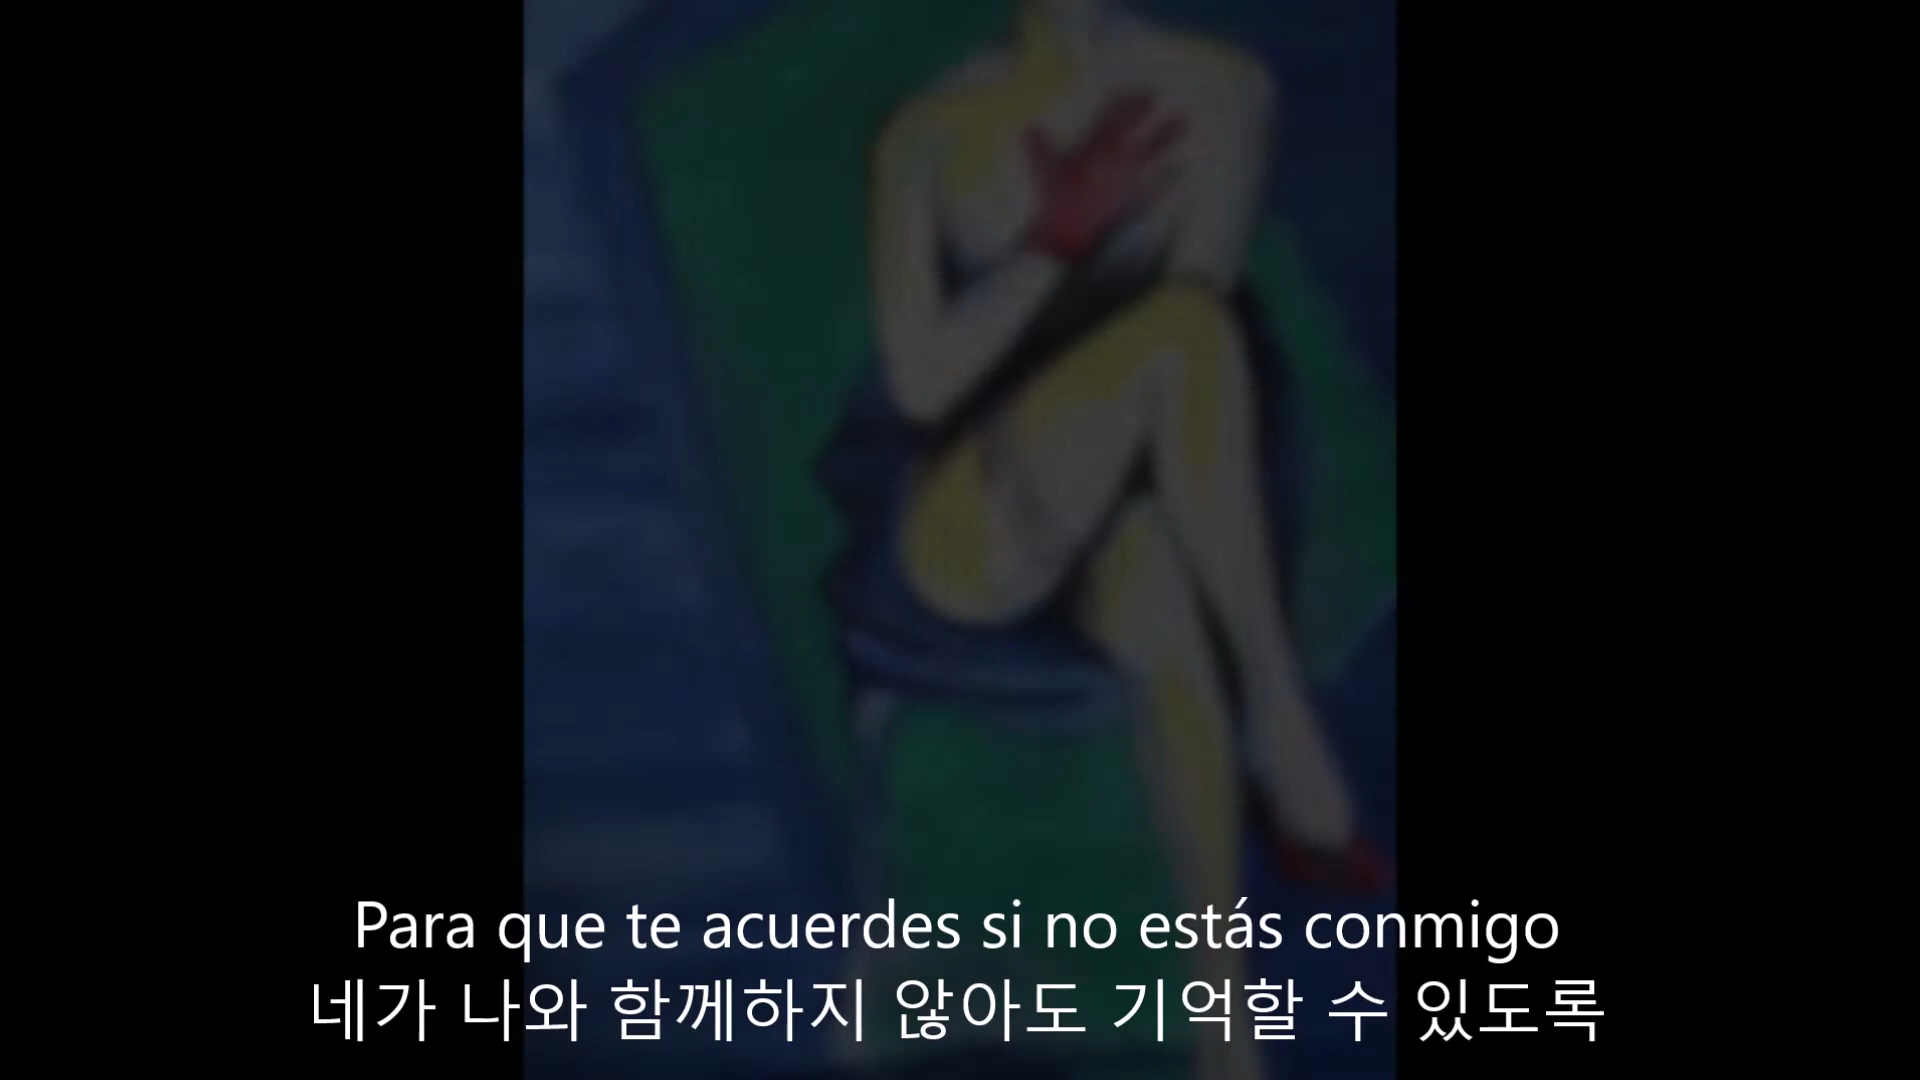 Para que te acuerdes si no estás conmigo
네가 나와 함께하지 않아도 기억할 수 있도록